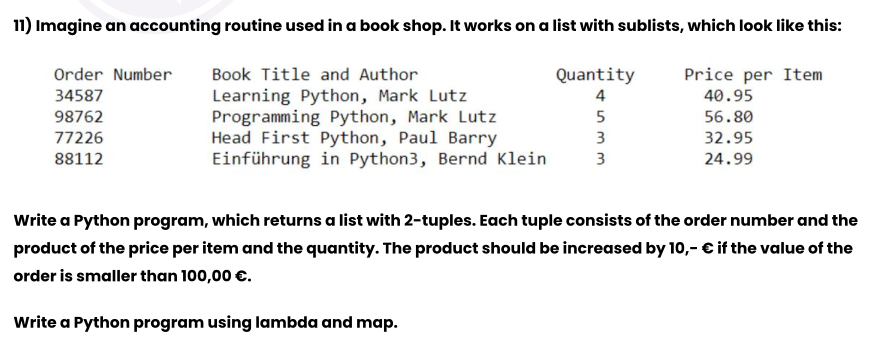 11) Imagine an accounting routine used in a book shop. It works on a list with sublists, which look like this:
Order Number Book Title and Author Quantity Price per Item
34587 Learning Python, Mark Lutz 4 40.95
98762 Programming Python, Mark Lutz 5 56.80
77226 Head First Python, Paul Barry 3 32.95
88112 Einführung in Python3, Bernd Klein 3 24.99
Write a Python program, which returns a list with 2-tuples. Each tuple consists of the order number and the
product of the price per item and the quantity. The product should be increased by 10,- € if the value of the
order is smaller than 100,00 €.
Write a Python program using lambda and map.